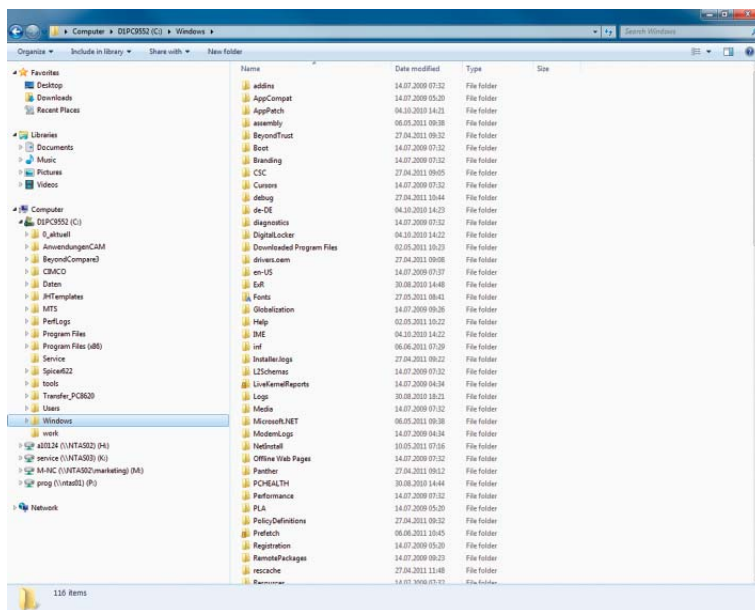 Computer ▸ D1PC9552 (C:) ▸ Windows ▸
Search Windows
Organize Include in library Share with New folder
Favorites
Desktop
Downloads
Recent Places
Libraries
Documents
Music
Pictures
Videos
Computer
D1PC9552 (C:)
0_aktuell
AnwendungenCAM
BeyondCompare3
CIMCO
Daten
JHTemplates
MTS
PerfLogs
Program Files
Program Files (x86)
Service
Spicer622
tools
Transfer_PC8620
Users
Windows
work
a10124 (\\NTAS02) (H:)
service (\\NTAS03) (K:)
M-NC (\\NTAS02\marketing) (M:)
prog (\\ntas01) (P:)
Network
Name Date modified Type Size
addins 14.07.2009 07:32 File folder
AppCompat 14.07.2009 05:20 File folder
AppPatch 04.10.2010 14:21 File folder
assembly 06.05.2011 09:38 File folder
BeyondTrust 27.04.2011 09:32 File folder
Boot 14.07.2009 07:32 File folder
Branding 14.07.2009 07:32 File folder
CSC 27.04.2011 09:05 File folder
Cursors 14.07.2009 07:32 File folder
debug 27.04.2011 10:44 File folder
de-DE 04.10.2010 14:23 File folder
diagnostics 14.07.2009 07:32 File folder
DigitalLocker 04.10.2010 14:22 File folder
Downloaded Program Files 02.05.2011 10:23 File folder
drivers.oem 27.04.2011 09:08 File folder
en-US 14.07.2009 07:37 File folder
ExR 30.08.2010 14:48 File folder
Fonts 27.05.2011 08:41 File folder
Globalization 14.07.2009 09:26 File folder
Help 02.05.2011 10:22 File folder
IME 04.10.2010 14:22 File folder
inf 06.06.2011 07:29 File folder
Installer.logs 27.04.2011 09:22 File folder
L2Schemas 14.07.2009 07:32 File folder
LiveKernelReports 14.07.2009 04:34 File folder
Logs 30.08.2010 18:21 File folder
Media 14.07.2009 07:32 File folder
Microsoft.NET 06.05.2011 09:38 File folder
ModemLogs 14.07.2009 04:34 File folder
NetInstall 10.05.2011 07:16 File folder
Offline Web Pages 14.07.2009 07:32 File folder
Panther 27.04.2011 09:12 File folder
PCHEALTH 30.08.2010 14:44 File folder
Performance 14.07.2009 07:32 File folder
PLA 14.07.2009 05:20 File folder
PolicyDefinitions 27.04.2011 09:32 File folder
Prefetch 06.06.2011 10:45 File folder
Registration 14.07.2009 05:20 File folder
RemotePackages 14.07.2009 09:23 File folder
rescache 27.04.2011 11:48 File folder
Resources 14.07.2009 07:32 File folder
116 items